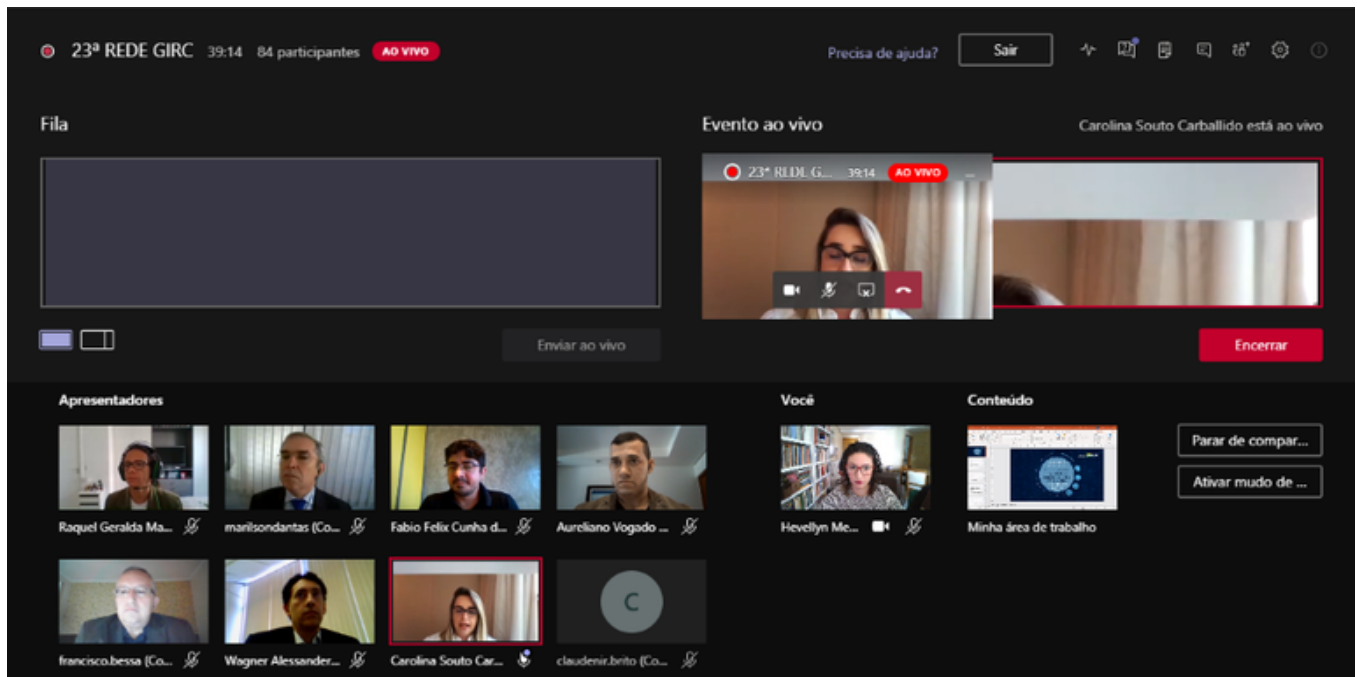 23ª REDE GIRC 39:14 84 participantes AO VIVO
Precisa de ajuda? Sair
Fila
Evento ao vivo
Carolina Souto Carballido está ao vivo
23ª REDE G... 39:14 AO VIVO ...
Enviar ao vivo
Encerrar
Apresentadores
Você
Conteúdo
Raquel Geralda Ma...
marilsondantas (Co...
Fabio Felix Cunha d...
Aureliano Vogado ...
Hevellyn Me...
Minha área de trabalho
Parar de compar...
Ativar mudo de ...
francisco.bessa (Co...
Wagner Alessander...
Carolina Souto Car...
C
claudenir.brito (Co...